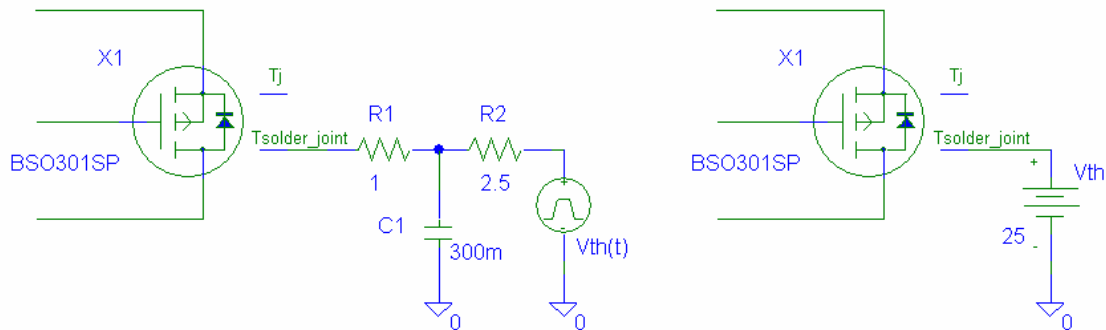 X1
Tj
R1
R2
Tsolder_joint
BSO301SP
1
2.5
C1
300m
Vth(t)
+
-
0
0
X1
Tj
Tsolder_joint
BSO301SP
+
Vth
25
-
0